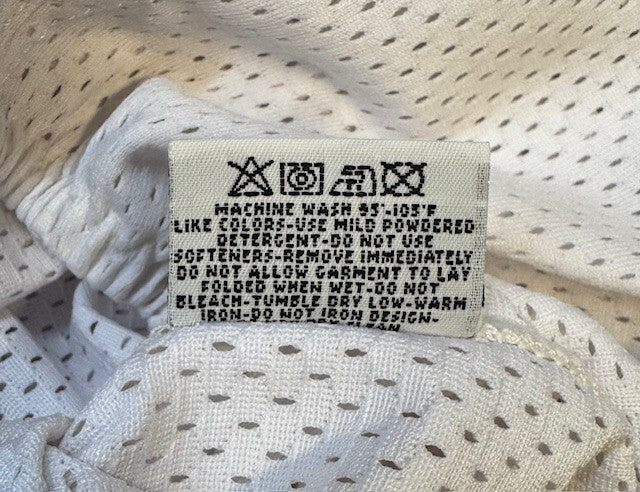 MACHINE WASH 95°-105°F
LIKE COLORS-USE MILD POWDERED
DETERGENT-DO NOT USE
SOFTENERS-REMOVE IMMEDIATELY
DO NOT ALLOW GARMENT TO LAY
FOLDED WHEN WET-DO NOT
BLEACH-TUMBLE DRY LOW-WARM
IRON-DO NOT IRON DESIGN-
CLEAN